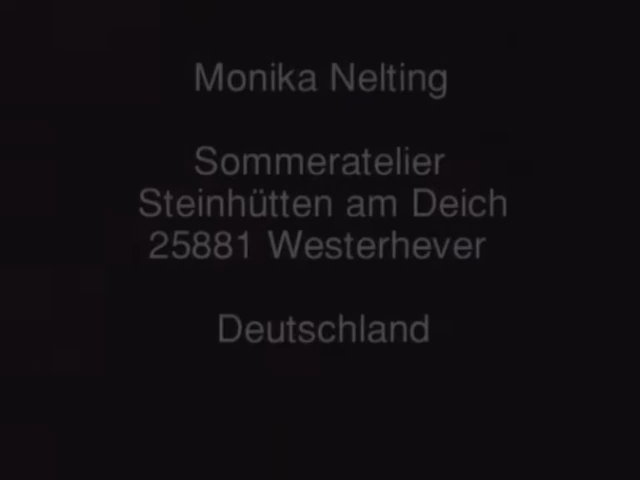 Monika Nelting
Sommeratelier
Steinhütten am Deich
25881 Westerhever
Deutschland